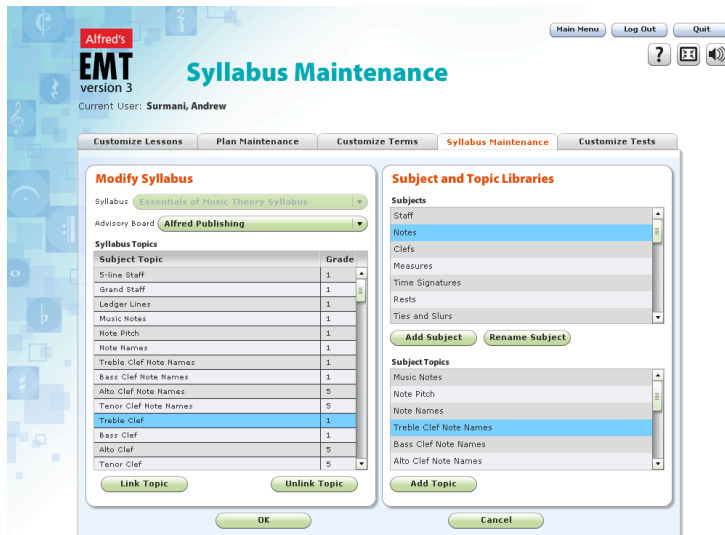 Alfred's
EMT
version 3
Syllabus Maintenance
Main Menu Log Out Quit
?
Current User: Surmani, Andrew
Customize Lessons Plan Maintenance Customize Terms Syllabus Maintenance Customize Tests
Modify Syllabus
Syllabus Essentials of Music Theory Syllabus
Advisory Board Alfred Publishing
Syllabus Topics
Subject Topic Grade
5-line Staff 1
Grand Staff 1
Ledger Lines 1
Music Notes 1
Note Pitch 1
Note Names 1
Treble Clef Note Names 1
Bass Clef Note Names 1
Alto Clef Note Names 5
Tenor Clef Note Names 5
Treble Clef 1
Bass Clef 1
Alto Clef 5
Tenor Clef 5
Link Topic Unlink Topic
Subject and Topic Libraries
Subjects
Staff
Notes
Clefs
Measures
Time Signatures
Rests
Ties and Slurs
Add Subject Rename Subject
Subject Topics
Music Notes
Note Pitch
Note Names
Treble Clef Note Names
Bass Clef Note Names
Alto Clef Note Names
Add Topic
OK Cancel